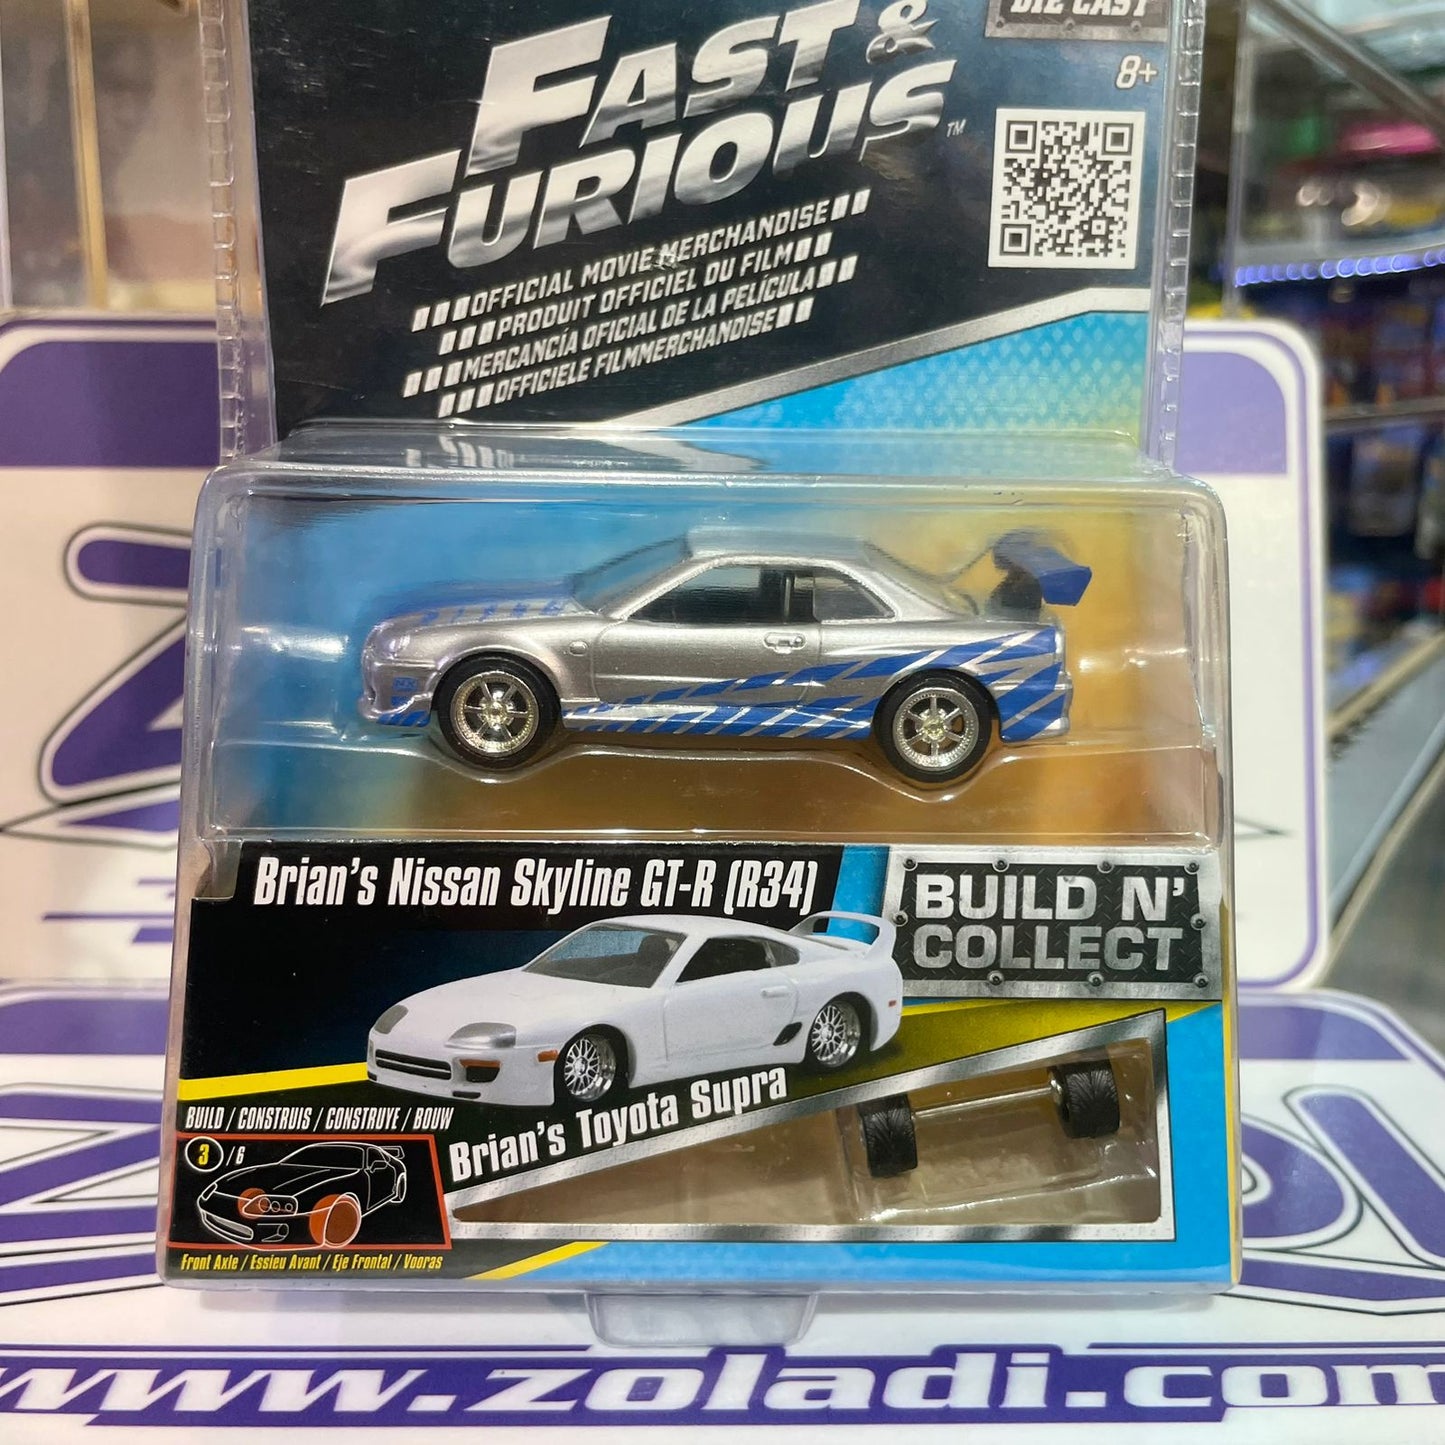 DIE CAST
8+
FAST &
FURIOUS™
OFFICIAL MOVIE MERCHANDISE
PRODUIT OFFICIEL DU FILM
MERCANCÍA OFICIAL DE LA PELÍCULA
OFFICIELE FILMMERCHANDISE
Brian's Nissan Skyline GT-R (R34)
BUILD N'
COLLECT
Brian's Toyota Supra
BUILD / CONSTRUIS / CONSTRUYE / BOUW
3/6
Front Axle / Essieu Avant / Eje Frontal / Vooras
www.zoladi.com